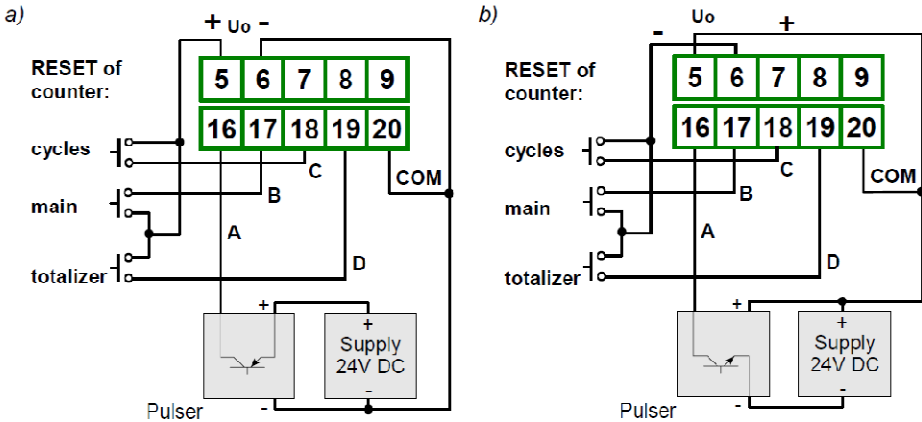 a)
+ Uo -
RESET of
counter:
5 6 7 8 9
16 17 18 19 20
cycles
C
COM
B
main
A
D
totalizer
+
+
Supply
24V DC
-
-
Pulser
b)
Uo +
-
RESET of
counter:
5 6 7 8 9
16 17 18 19 20
cycles
C
COM
B
main
A
D
totalizer
+
+
Supply
24V DC
-
-
Pulser